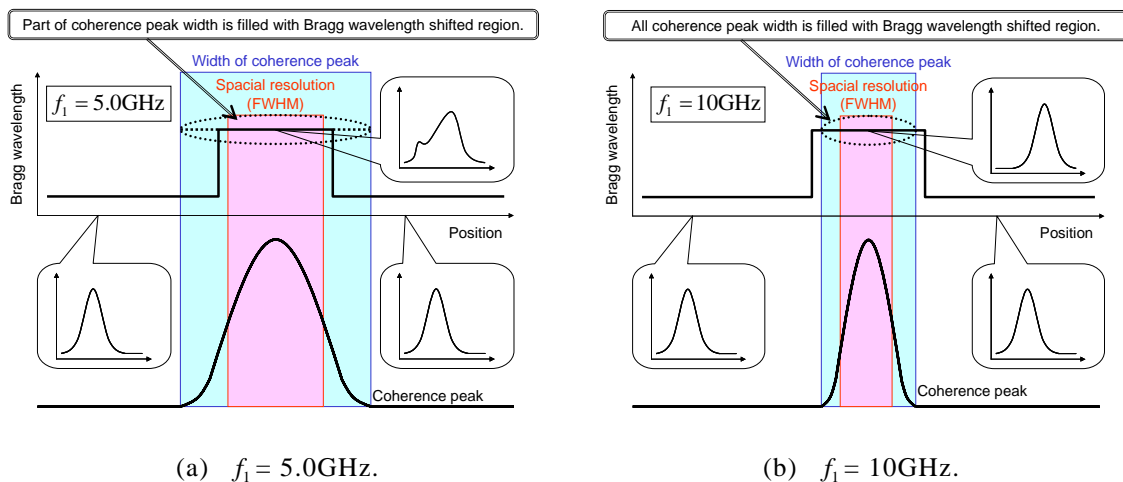 Part of coherence peak width is filled with Bragg wavelength shifted region.
Width of coherence peak
Spacial resolution
(FWHM)
f₁ = 5.0GHz
Bragg wavelength
Position
Coherence peak
(a) f₁ = 5.0GHz.
All coherence peak width is filled with Bragg wavelength shifted region.
Width of coherence peak
Spacial resolution
(FWHM)
f₁ = 10GHz
Bragg wavelength
Position
Coherence peak
(b) f₁ = 10GHz.